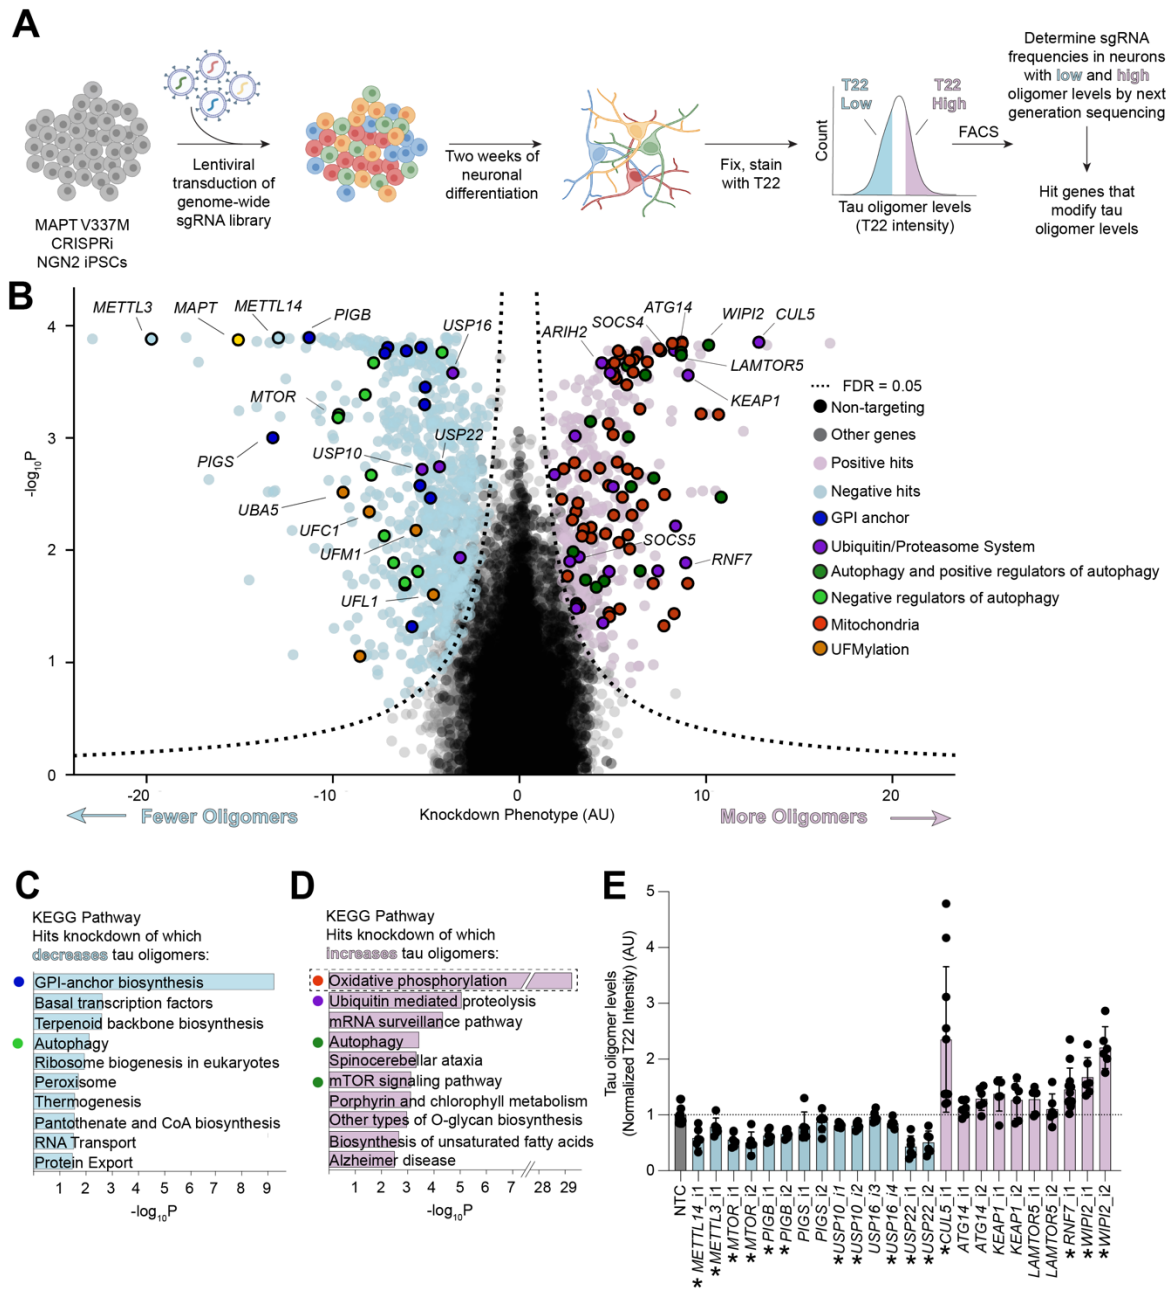 A
MAPT V337M
CRISPRi
NGN2 iPSCs
Lentiviral
transduction of
genome-wide
sgRNA library
Two weeks of
neuronal
differentiation
Fix, stain
with T22
T22
Low
T22
High
Count
Tau oligomer levels
(T22 intensity)
FACS
Determine sgRNA
frequencies in neurons
with low and high
oligomer levels by next
generation sequencing
Hit genes that
modify tau
oligomer levels
B
-log10P
4
3
2
1
0
-20
-10
0
10
20
Fewer Oligomers
Knockdown Phenotype (AU)
More Oligomers
METTL3
MAPT
METTL14
PIGB
USP16
MTOR
PIGS
USP10
USP22
UBA5
UFC1
UFM1
UFL1
ARIH2
SOCS4
ATG14
WIPI2
CUL5
LAMTOR5
KEAP1
SOCS5
RNF7
FDR = 0.05
Non-targeting
Other genes
Positive hits
Negative hits
GPI anchor
Ubiquitin/Proteasome System
Autophagy and positive regulators of autophagy
Negative regulators of autophagy
Mitochondria
UFMylation
C
KEGG Pathway
Hits knockdown of which
decreases tau oligomers:
GPI-anchor biosynthesis
Basal transcription factors
Terpenoid backbone biosynthesis
Autophagy
Ribosome biogenesis in eukaryotes
Peroxisome
Thermogenesis
Pantothenate and CoA biosynthesis
RNA Transport
Protein Export
1 2 3 4 5 6 7 8 9
-log10P
D
KEGG Pathway
Hits knockdown of which
increases tau oligomers:
Oxidative phosphorylation
Ubiquitin mediated proteolysis
mRNA surveillance pathway
Autophagy
Spinocerebellar ataxia
mTOR signaling pathway
Porphyrin and chlorophyll metabolism
Other types of O-glycan biosynthesis
Biosynthesis of unsaturated fatty acids
Alzheimer disease
1 2 3 4 5 6 7 28 29
-log10P
E
Tau oligomer levels
(Normalized T22 Intensity) (AU)
5
4
3
2
1
0
NTC
* METTL14_i1
* METTL3_i1
* MTOR_i1
* MTOR_i2
* PIGB_i1
* PIGB_i2
PIGS_i1
PIGS_i2
* USP10_i1
* USP10_i2
USP16_i3
* USP16_i4
* USP22_i1
* USP22_i2
* CUL5_i1
ATG14_i1
ATG14_i2
KEAP1_i1
KEAP1_i2
LAMTOR5_i1
LAMTOR5_i2
* RNF7_i1
* WIPI2_i1
* WIPI2_i2